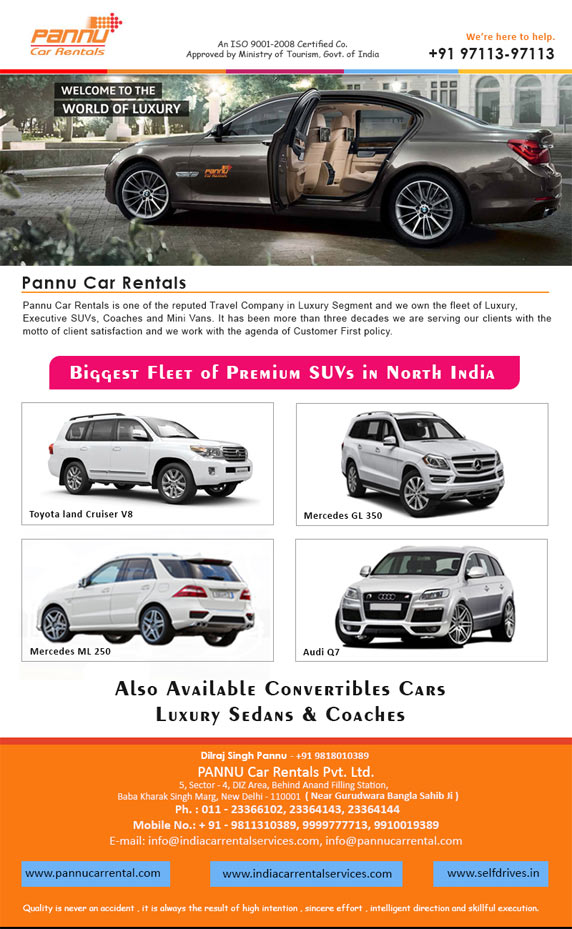 PANNU
Car Rentals
An ISO 9001-2008 Certified Co.
Approved by Ministry of Tourism, Govt. of India
We're here to help.
+91 97113-97113
WELCOME TO THE
WORLD OF LUXURY
PANNU
Car Rentals
Pannu Car Rentals
Pannu Car Rentals is one of the reputed Travel Company in Luxury Segment and we own the fleet of Luxury,
Executive SUVs, Coaches and Mini Vans. It has been more than three decades we are serving our clients with the
motto of client satisfaction and we work with the agenda of Customer First policy.
Biggest Fleet of Premium SUVs in North India
Toyota land Cruiser V8
Mercedes GL 350
Mercedes ML 250
Audi Q7
Also Available Convertibles Cars
Luxury Sedans & Coaches
Dilraj Singh Pannu - +91 9818010389
PANNU Car Rentals Pvt. Ltd.
5, Sector - 4, DIZ Area, Behind Anand Filling Station,
Baba Kharak Singh Marg, New Delhi - 110001 ( Near Gurudwara Bangla Sahib Ji )
Ph. : 011 - 23366102, 23364143, 23364144
Mobile No.: + 91 - 9811310389, 9999777713, 9910019389
E-mail: info@indiacarrentalservices.com, info@pannucarrental.com
www.pannucarrental.com
www.indiacarrentalservices.com
www.selfdrives.in
Quality is never an accident , it is always the result of high intention , sincere effort , intelligent direction and skillful execution.